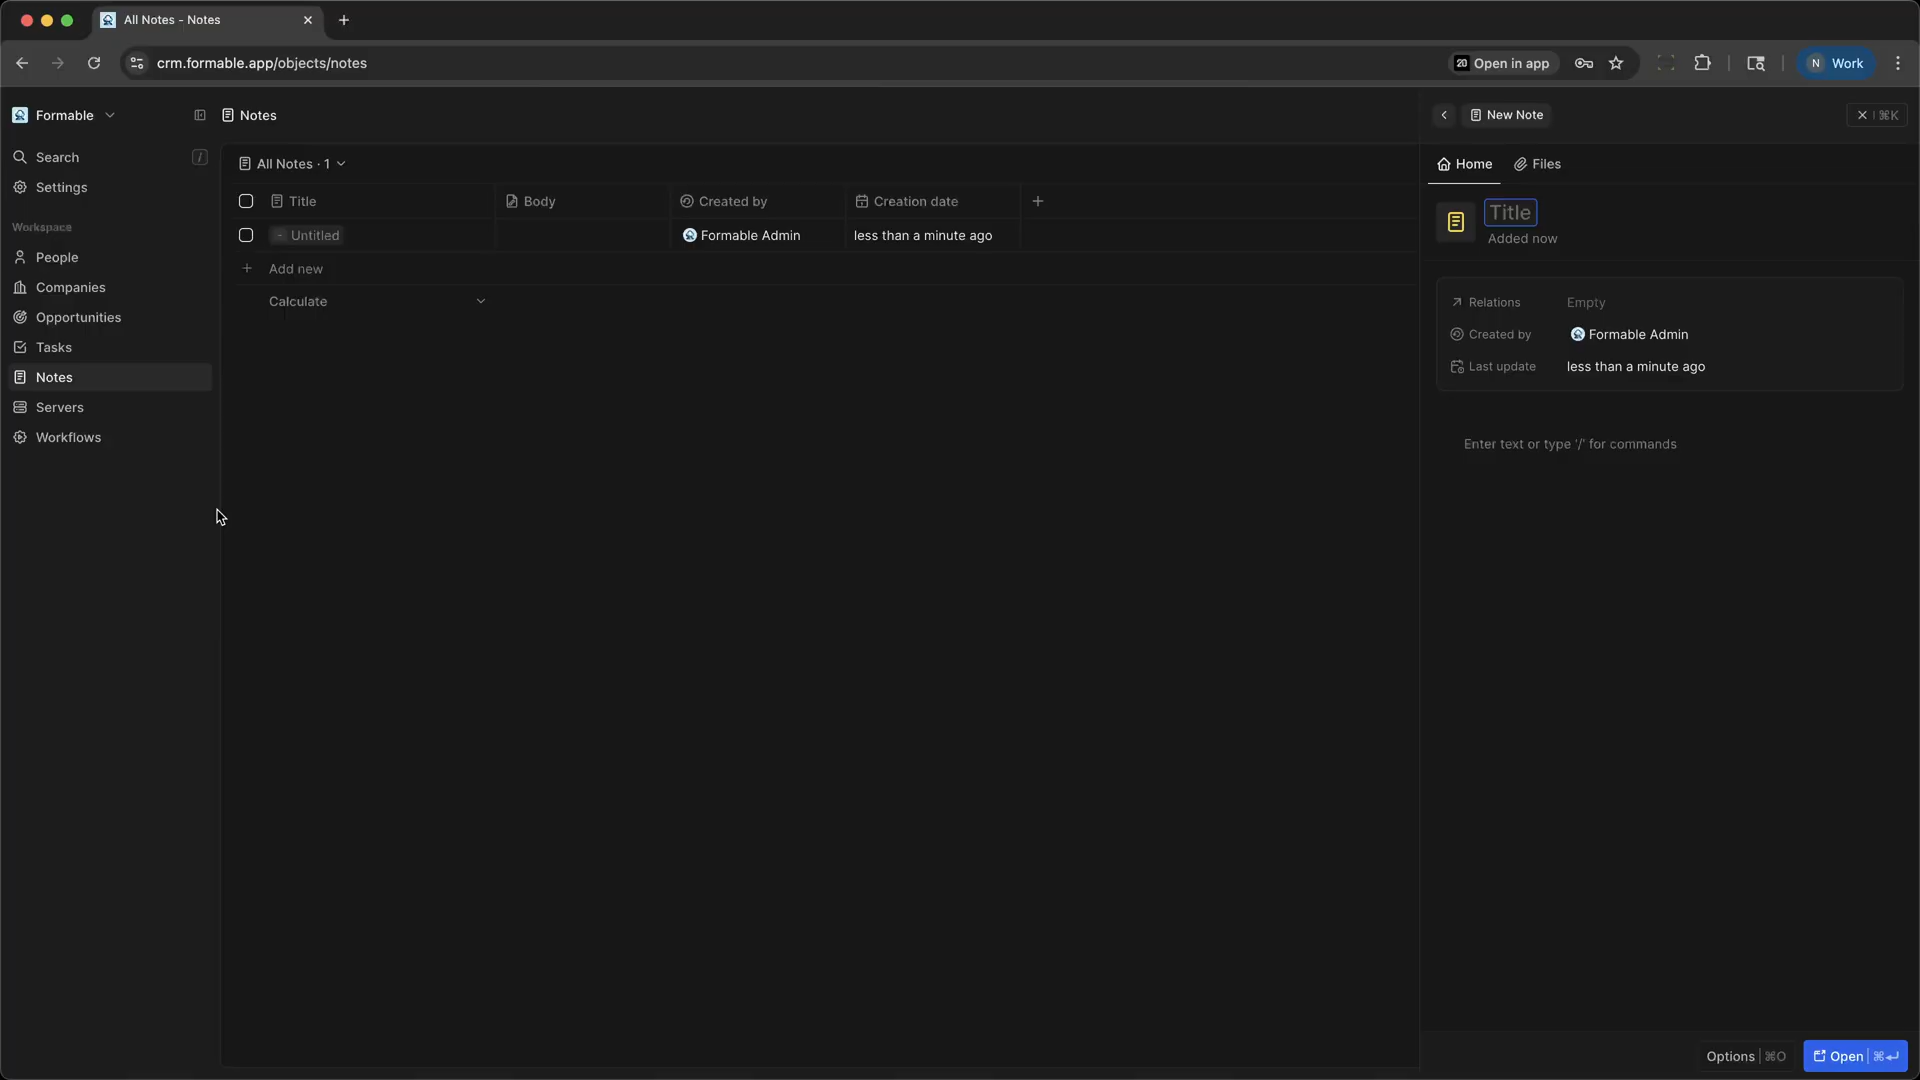 All Notes - Notes
crm.formable.app/objects/notes
20 Open in app
N Work
Formable
Notes
New Note
⌘K
Search /
Settings
All Notes · 1
Home
Files
Title
Body
Created by
Creation date
Title
Added now
Workspace
- Untitled
Formable Admin
less than a minute ago
People
Add new
Companies
Calculate
Relations Empty
Opportunities
Created by Formable Admin
Tasks
Last update less than a minute ago
Notes
Servers
Workflows
Enter text or type '/' for commands
Options ⌘O
Open ⌘↵